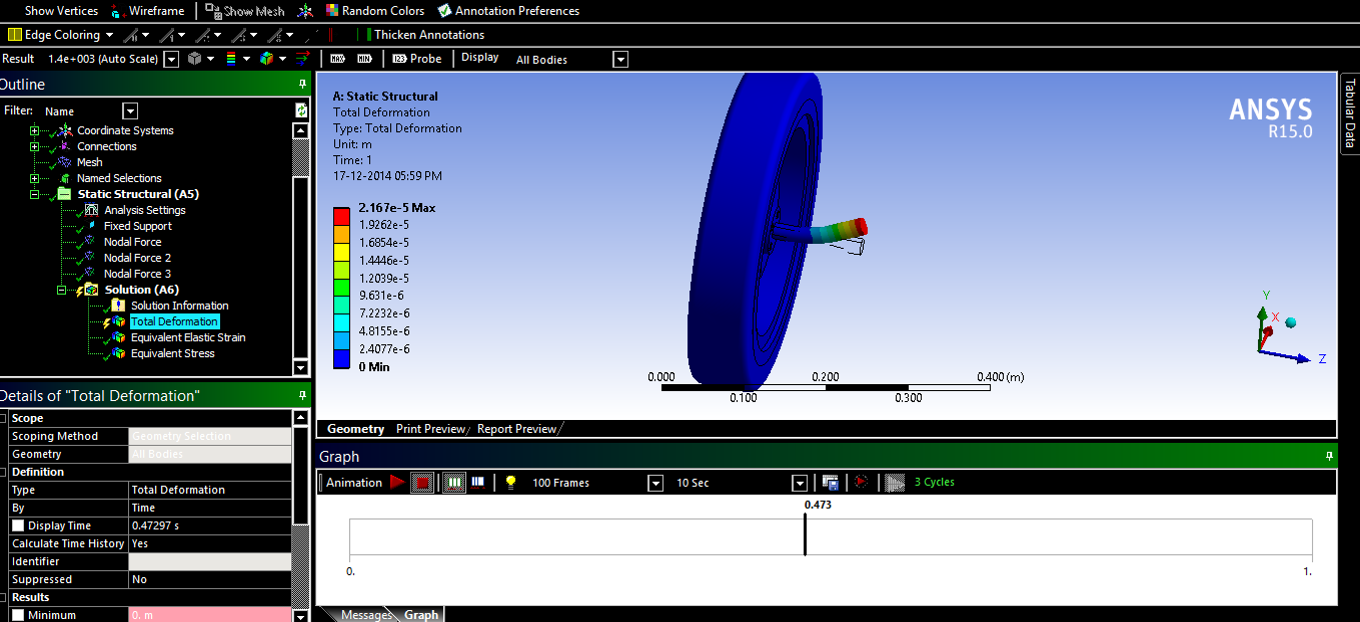 Show Vertices Wireframe Show Mesh Random Colors Annotation Preferences
Edge Coloring Thicken Annotations
Result 1.4e+003 (Auto Scale) MAX MIN 123 Probe Display All Bodies
Outline
Filter: Name
Coordinate Systems
Connections
Mesh
Named Selections
Static Structural (A5)
Analysis Settings
Fixed Support
Nodal Force
Nodal Force 2
Nodal Force 3
Solution (A6)
Solution Information
Total Deformation
Equivalent Elastic Strain
Equivalent Stress
Details of "Total Deformation"
Scope
Scoping Method Geometry Selection
Geometry All Bodies
Definition
Type Total Deformation
By Time
Display Time 0.47297 s
Calculate Time History Yes
Identifier
Suppressed No
Results
Minimum 0. m
A: Static Structural
Total Deformation
Type: Total Deformation
Unit: m
Time: 1
17-12-2014 05:59 PM
2.167e-5 Max
1.9262e-5
1.6854e-5
1.4446e-5
1.2039e-5
9.631e-6
7.2232e-6
4.8155e-6
2.4077e-6
0 Min
ANSYS
R15.0
Y
X
Z
0.000 0.200 0.400 (m)
0.100 0.300
Geometry Print Preview Report Preview
Graph
Animation 100 Frames 10 Sec 3 Cycles
0.473
0. 1.
Messages Graph
Tabular Data